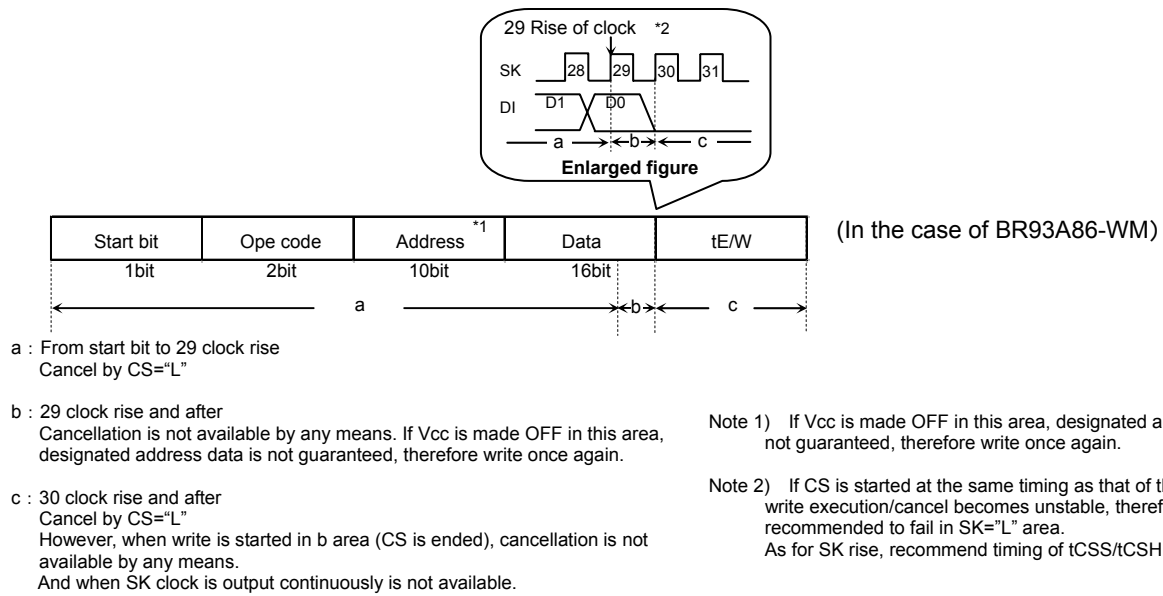 29 Rise of clock *2
SK 28 29 30 31
DI D1 D0
a b c
Enlarged figure
Start bit Ope code Address *1 Data tE/W (In the case of BR93A86-WM)
1bit 2bit 10bit 16bit
a b c
a : From start bit to 29 clock rise
Cancel by CS="L"
b : 29 clock rise and after
Cancellation is not available by any means. If Vcc is made OFF in this area,
designated address data is not guaranteed, therefore write once again.
c : 30 clock rise and after
Cancel by CS="L"
However, when write is started in b area (CS is ended), cancellation is not
available by any means.
And when SK clock is output continuously is not available.
Note 1) If Vcc is made OFF in this area, designated a
not guaranteed, therefore write once again.
Note 2) If CS is started at the same timing as that of t
write execution/cancel becomes unstable, theref
recommended to fail in SK="L" area.
As for SK rise, recommend timing of tCSS/tCSH